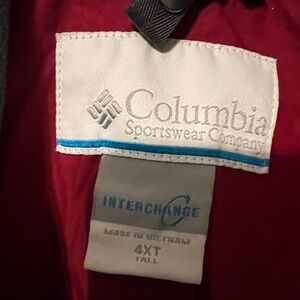 Columbia
Sportswear Company
INTERCHANGE
MADE IN VIETNAM
4XT
TALL